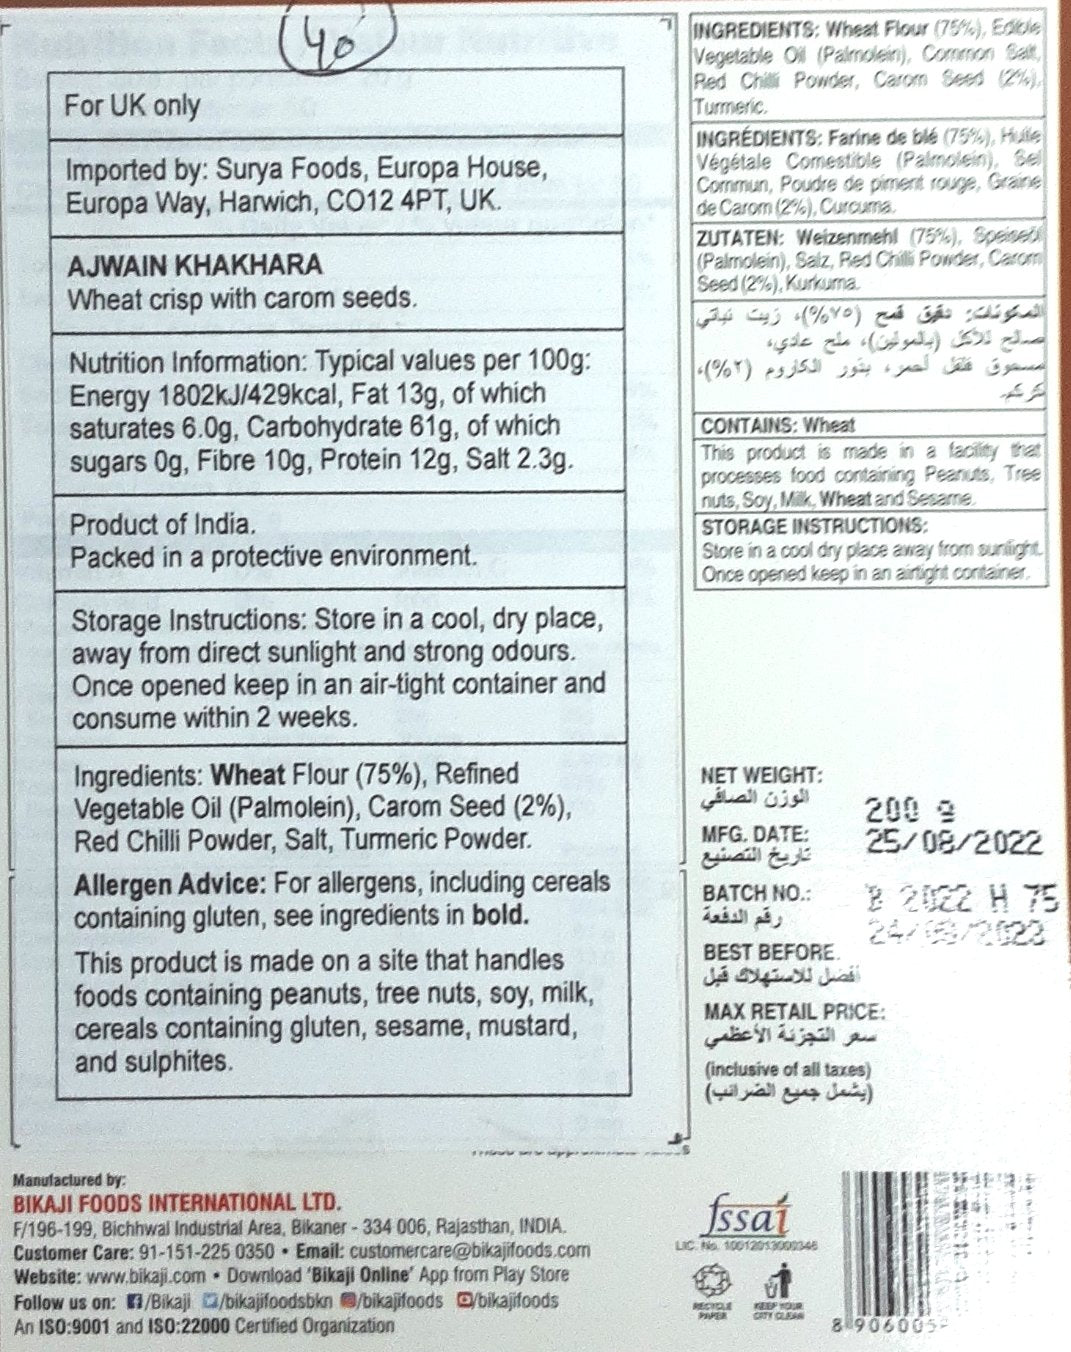 40
For UK only
Imported by: Surya Foods, Europa House,
Europa Way, Harwich, CO12 4PT, UK.
AJWAIN KHAKHARA
Wheat crisp with carom seeds.
Nutrition Information: Typical values per 100g:
Energy 1802kJ/429kcal, Fat 13g, of which
saturates 6.0g, Carbohydrate 61g, of which
sugars 0g, Fibre 10g, Protein 12g, Salt 2.3g.
Product of India.
Packed in a protective environment.
Storage Instructions: Store in a cool, dry place,
away from direct sunlight and strong odours.
Once opened keep in an air-tight container and
consume within 2 weeks.
Ingredients: Wheat Flour (75%), Refined
Vegetable Oil (Palmolein), Carom Seed (2%),
Red Chilli Powder, Salt, Turmeric Powder.
Allergen Advice: For allergens, including cereals
containing gluten, see ingredients in bold.
This product is made on a site that handles
foods containing peanuts, tree nuts, soy, milk,
cereals containing gluten, sesame, mustard,
and sulphites.
INGREDIENTS: Wheat Flour (75%), Edible
Vegetable Oil (Palmolein), Common Salt,
Red Chilli Powder, Carom Seed (2%),
Turmeric.
INGRÉDIENTS: Farine de blé (75%), Huile
Végétale Comestible (Palmolein), Sel
Commun, Poudre de piment rouge, Graine
de Carom (2%), Curcuma.
ZUTATEN: Weizenmehl (75%), Speiseöl
(Palmolein), Salz, Red Chilli Powder, Carom
Seed (2%), Kurkuma.
المكونات: دقيق قمح (٧٥%)، زيت نباتي
صالح للأكل (بالمولين)، ملح عادي،
مسحوق فلفل أحمر، بذور الكاروم (٢%)،
كركم.
CONTAINS: Wheat
This product is made in a facility that
processes food containing Peanuts, Tree
nuts, Soy, Milk, Wheat and Sesame.
STORAGE INSTRUCTIONS:
Store in a cool dry place away from sunlight.
Once opened keep in an airtight container.
NET WEIGHT:
الوزن الصافي
200 g
MFG. DATE: 25/08/2022
تاريخ التصنيع
BATCH NO.: B 2022 H 75
رقم الدفعة
24/08/2023
BEST BEFORE.
أفضل للاستهلاك قبل
MAX RETAIL PRICE:
سعر التجزئة الأعظمي
(inclusive of all taxes)
(يشمل جميع الضرائب)
Manufactured by:
BIKAJI FOODS INTERNATIONAL LTD.
F/196-199, Bichhwal Industrial Area, Bikaner - 334 006, Rajasthan, INDIA.
Customer Care: 91-151-225 0350 • Email: customercare@bikajifoods.com
Website: www.bikaji.com • Download 'Bikaji Online' App from Play Store
Follow us on: /Bikaji /bikajifoodsbkn /bikajifoods /bikajifoods
An ISO:9001 and ISO:22000 Certified Organization
fssai
LIC. No. 10012013000346
RECYCLE
PAPER
KEEP YOUR
CITY CLEAN
8 906005